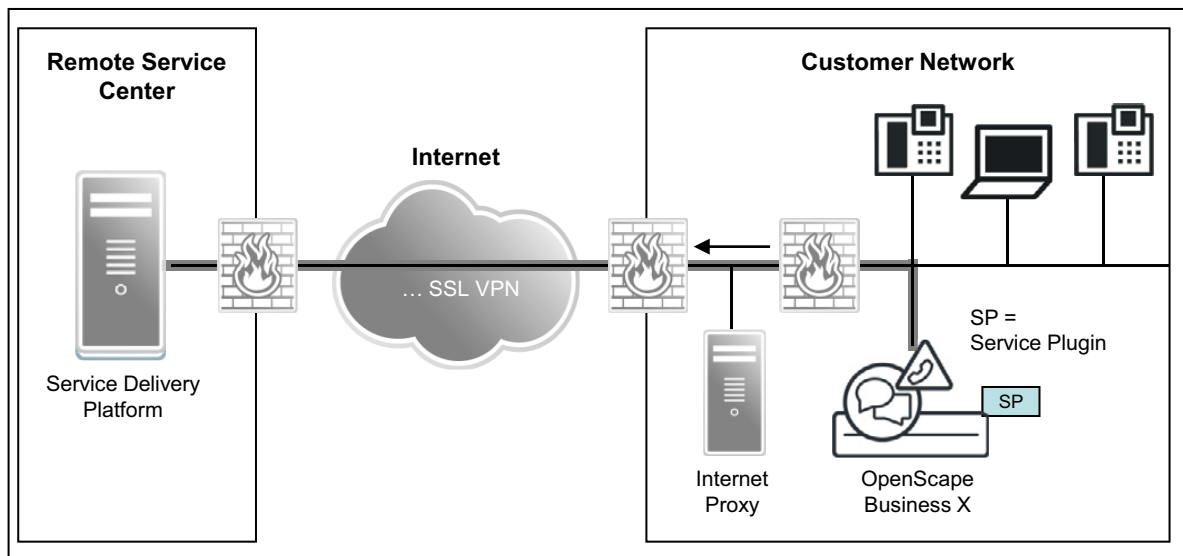 Remote Service
Center
Service Delivery
Platform
Internet
... SSL VPN
Customer Network
SP =
Service Plugin
SP
Internet
Proxy
OpenScape
Business X